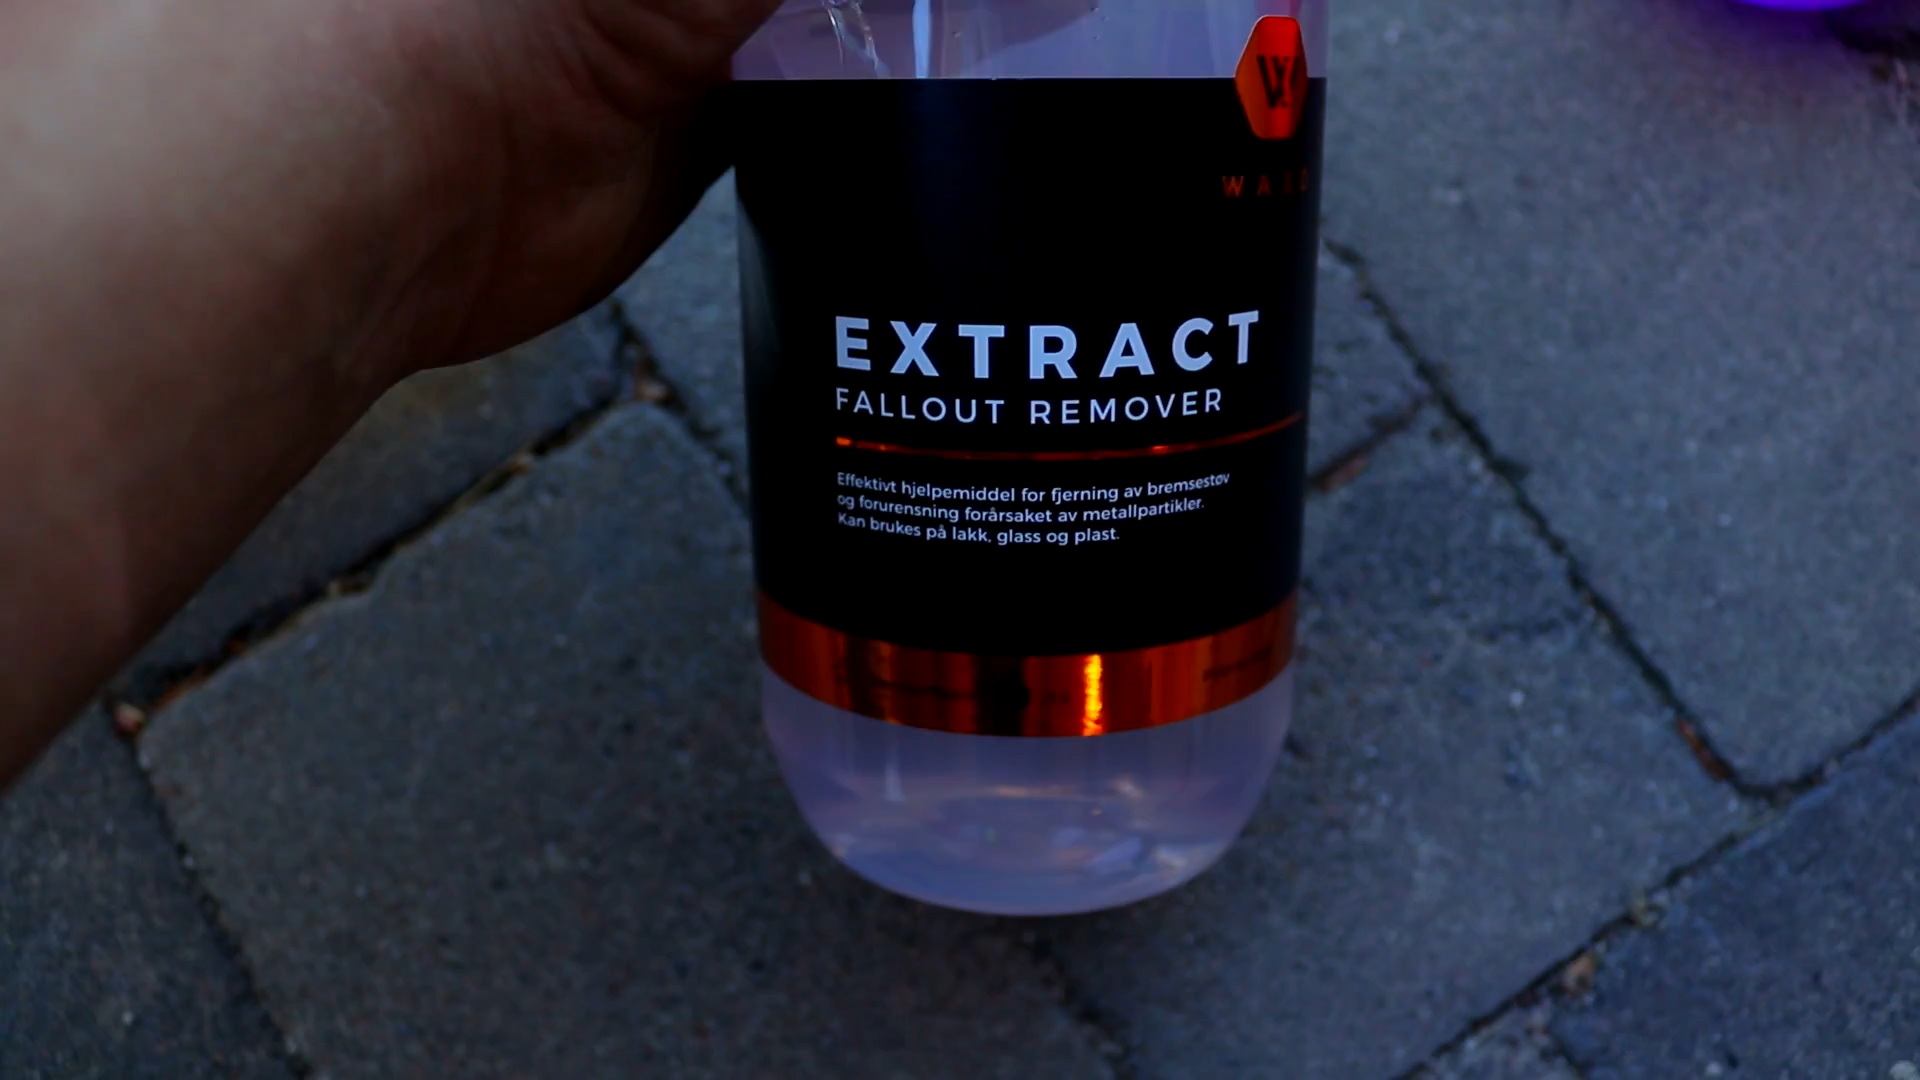 EXTRACT
FALLOUT REMOVER
Effektivt hjelpemiddel for fjerning av bremsestøv
og forurensning forårsaket av metallpartikler.
Kan brukes på lakk, glass og plast.